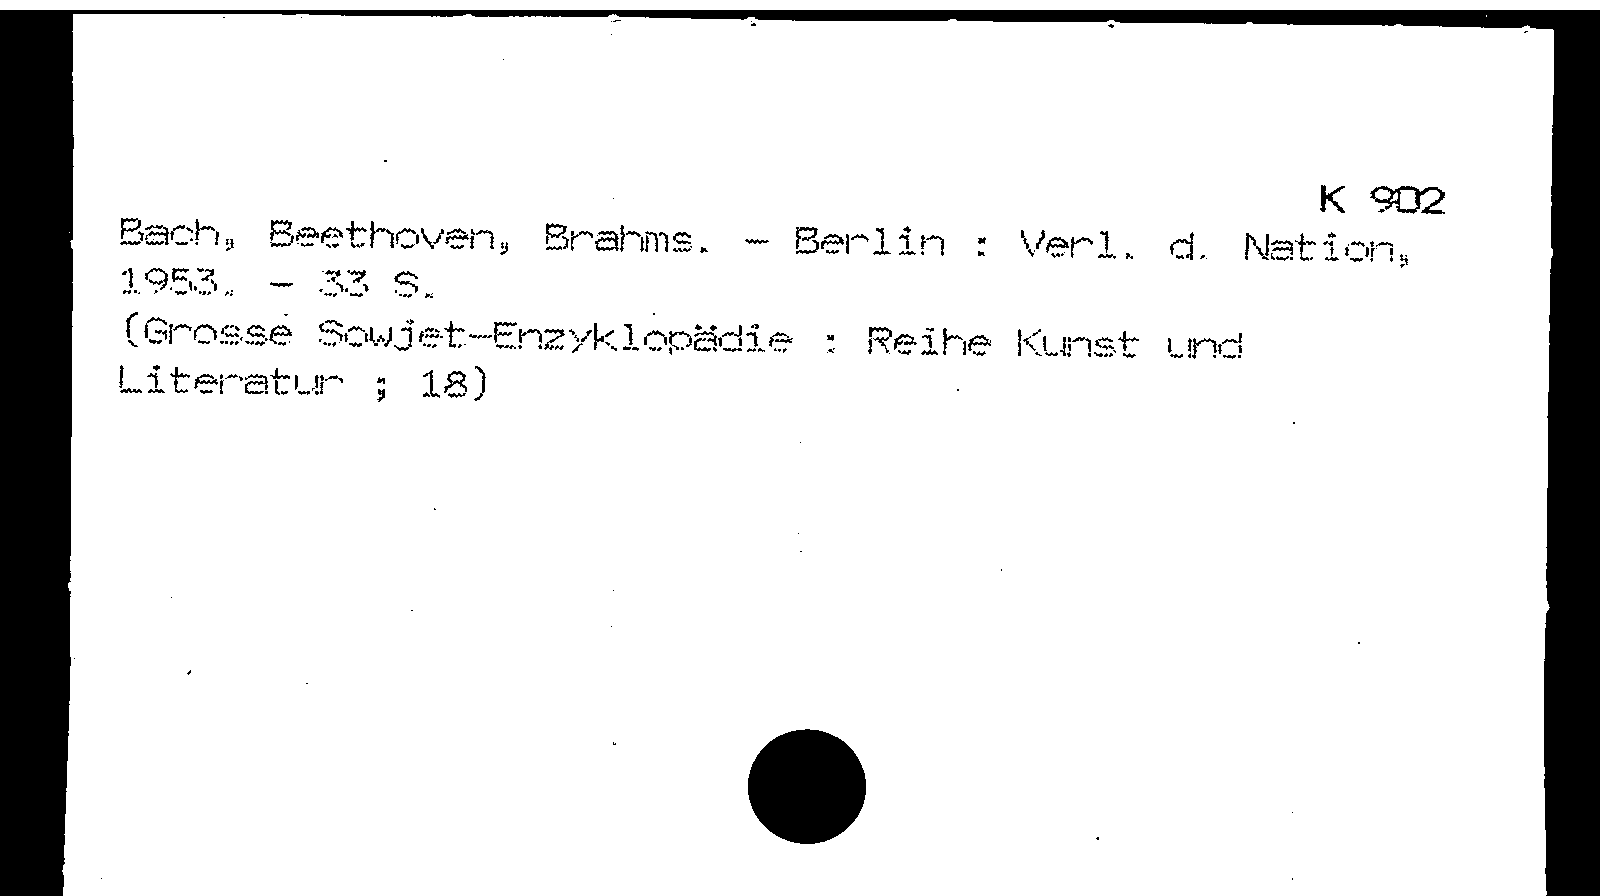 K 902
Bach, Beethoven, Brahms. - Berlin : Verl. d. Nation,
1953. - 33 S.
(Grosse Sowjet-Enzyklopädie : Reihe Kunst und
Literatur ; 18)